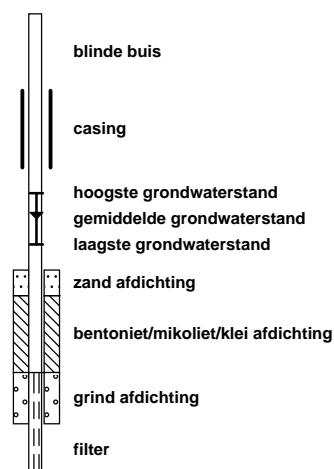 blinde buis
casing
hoogste grondwaterstand
gemiddelde grondwaterstand
laagste grondwaterstand
zand afdichting
bentoniet/mikoliet/klei afdichting
grind afdichting
filter